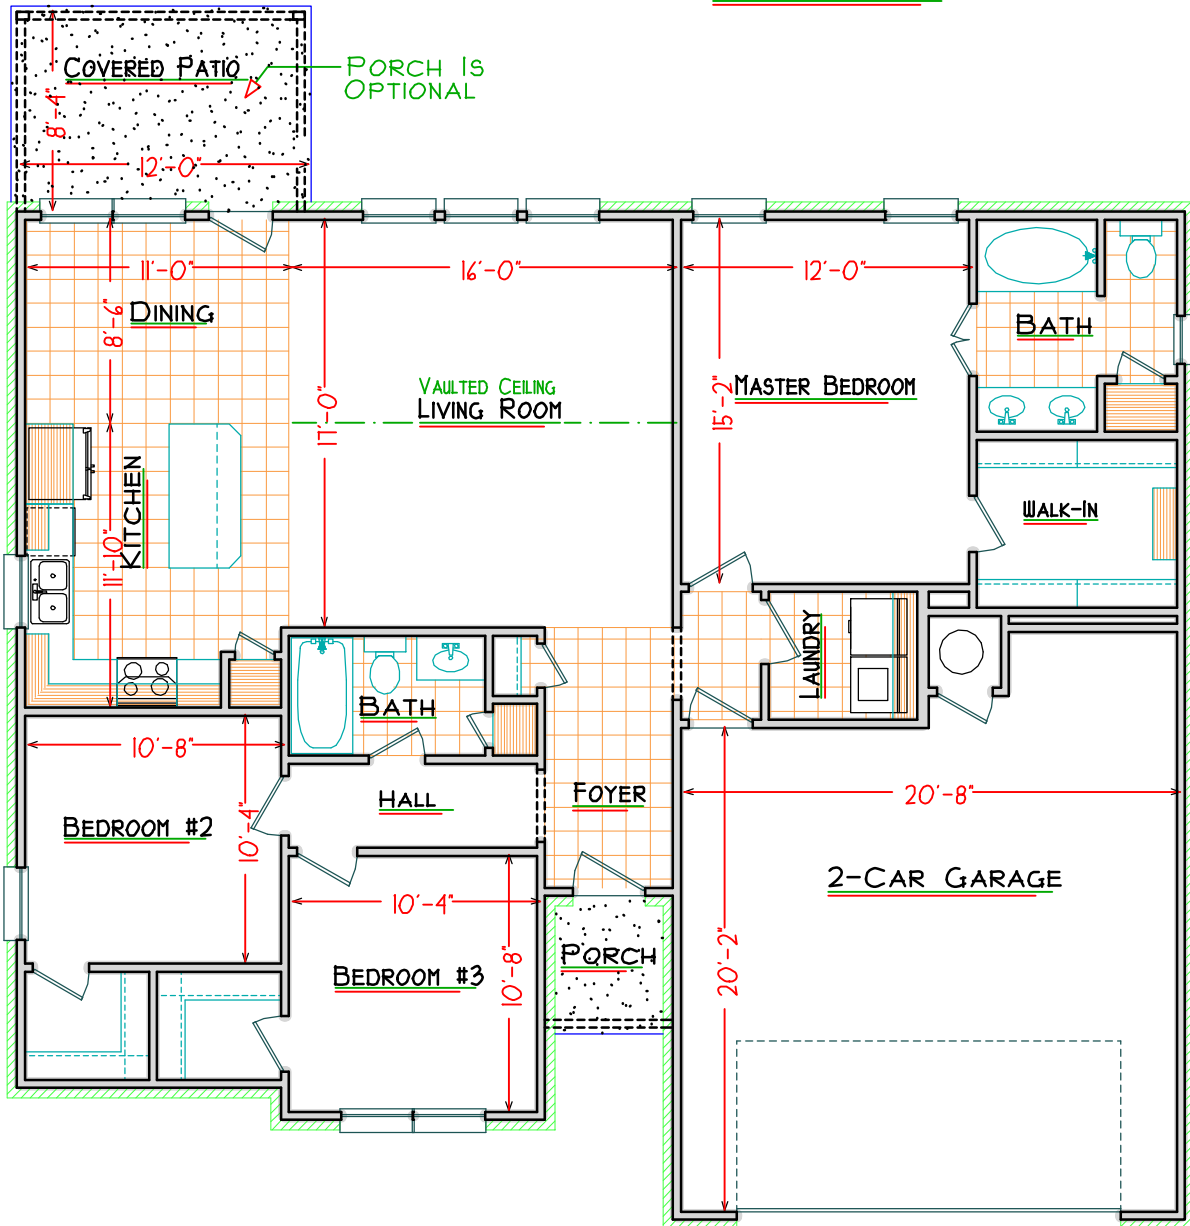 COVERED PATIO
PORCH IS
OPTIONAL
8'-4"
12'-0"
11'-0"
16'-0"
12'-0"
DINING
8'-6"
BATH
VAULTED CEILING
LIVING ROOM
17'-0"
15'-2"
MASTER BEDROOM
KITCHEN
11'-10"
WALK-IN
LAUNDRY
BATH
10'-8"
HALL
FOYER
20'-8"
BEDROOM #2
10'-4"
2-CAR GARAGE
10'-4"
PORCH
BEDROOM #3
10'-8"
20'-2"